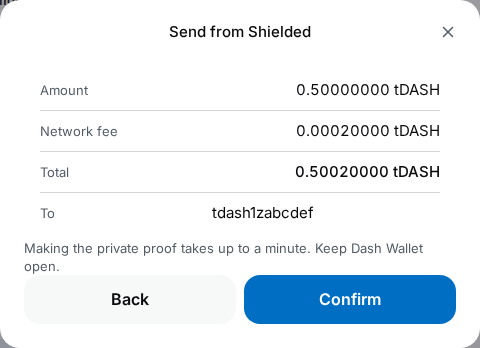 Send from Shielded
Amount 0.50000000 tDASH
Network fee 0.00020000 tDASH
Total 0.50020000 tDASH
To tdash1zabcdef
Making the private proof takes up to a minute. Keep Dash Wallet
open.
Back Confirm